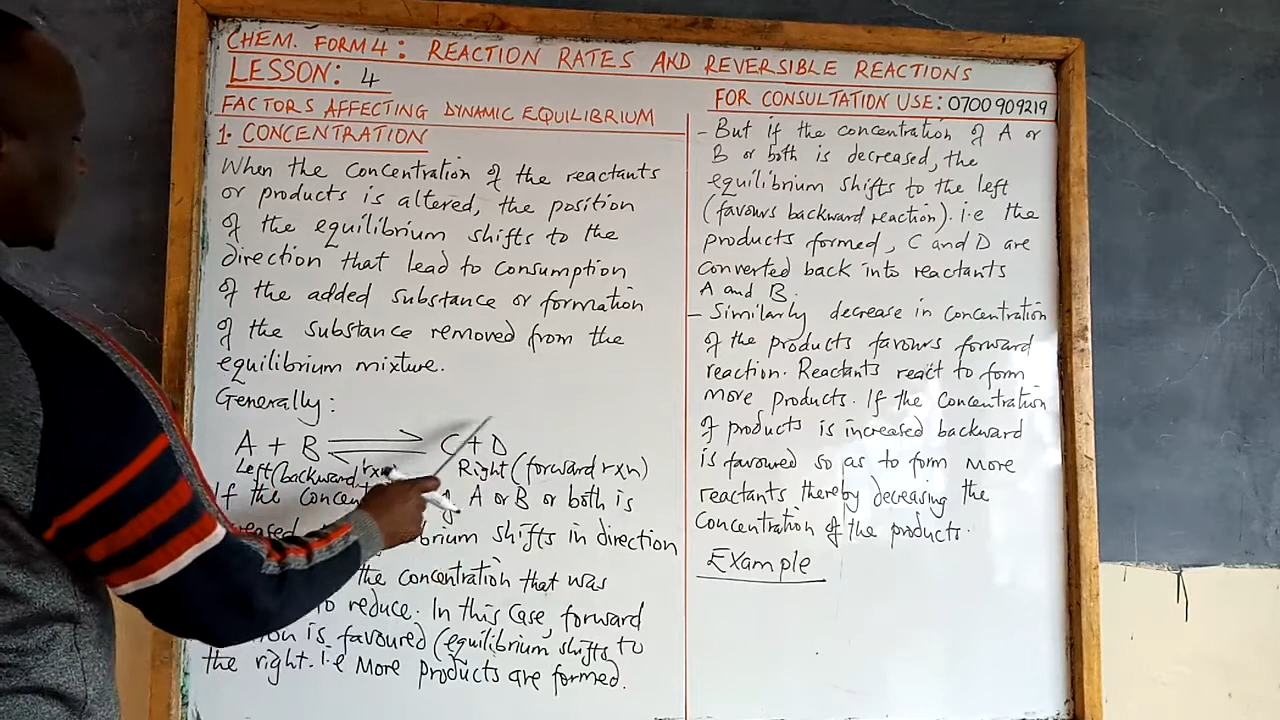 CHEM. FORM 4: REACTION RATES AND REVERSIBLE REACTIONS
LESSON: 4
FACTORS AFFECTING DYNAMIC EQUILIBRIUM
1. CONCENTRATION
When the concentration of the reactants
or products is altered, the position
of the equilibrium shifts to the
direction that lead to consumption
of the added substance or formation
of the substance removed from the
equilibrium mixture.
Generally:
A + B ⇌ C + D
Left (backward rxn Right (forward rxn)
If the Concent A or B or both is
brium shifts in direction
the concentration that was
to reduce. In this case, forward
is favoured (equilibrium shifts to
the right. i.e More products are formed.
FOR CONSULTATION USE: 0700 909219
- But if the concentration of A or
B or both is decreased, the
equilibrium shifts to the left
(favours backward reaction). i.e the
products formed, C and D are
converted back into reactants
A and B.
- Similarly decrease in concentration
of the products favours forward
reaction. Reactants react to form
more products. If the concentration
of products is increased backward
is favoured so as to form more
reactants thereby decreasing the
concentration of the products.
Example